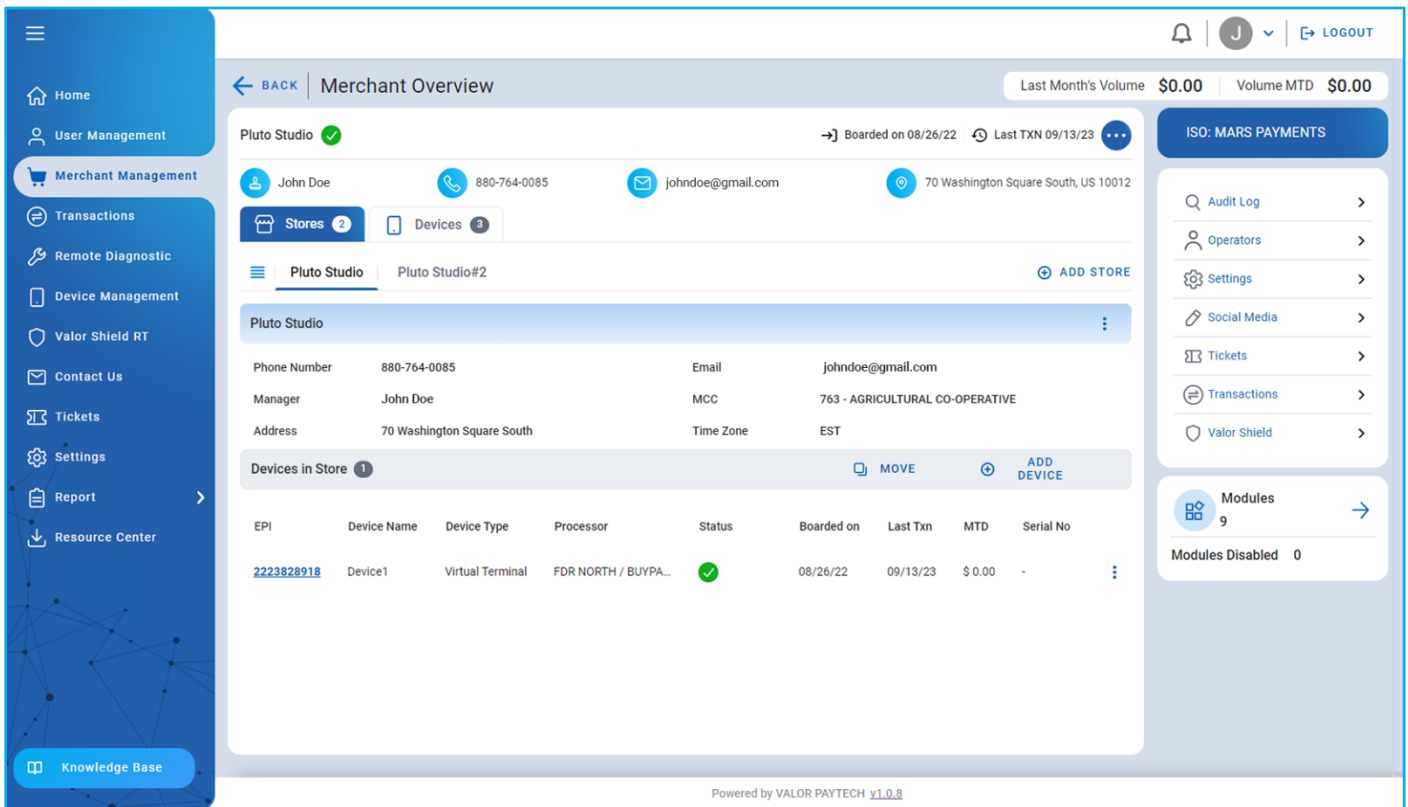 J
LOGOUT
Home
User Management
Merchant Management
Transactions
Remote Diagnostic
Device Management
Valor Shield RT
Contact Us
Tickets
Settings
Report
Resource Center
Knowledge Base
BACK Merchant Overview
Last Month's Volume $0.00 Volume MTD $0.00
Pluto Studio Boarded on 08/26/22 Last TXN 09/13/23
John Doe 880-764-0085 johndoe@gmail.com 70 Washington Square South, US 10012
Stores 2 Devices 3
Pluto Studio Pluto Studio#2 ADD STORE
Pluto Studio
Phone Number 880-764-0085 Email johndoe@gmail.com
Manager John Doe MCC 763 - AGRICULTURAL CO-OPERATIVE
Address 70 Washington Square South Time Zone EST
Devices in Store 1 MOVE ADD
DEVICE
EPI Device Name Device Type Processor Status Boarded on Last Txn MTD Serial No
2223828918 Device1 Virtual Terminal FDR NORTH / BUYPA... 08/26/22 09/13/23 $ 0.00 -
ISO: MARS PAYMENTS
Audit Log
Operators
Settings
Social Media
Tickets
Transactions
Valor Shield
Modules
9
Modules Disabled 0
Powered by VALOR PAYTECH v1.0.8